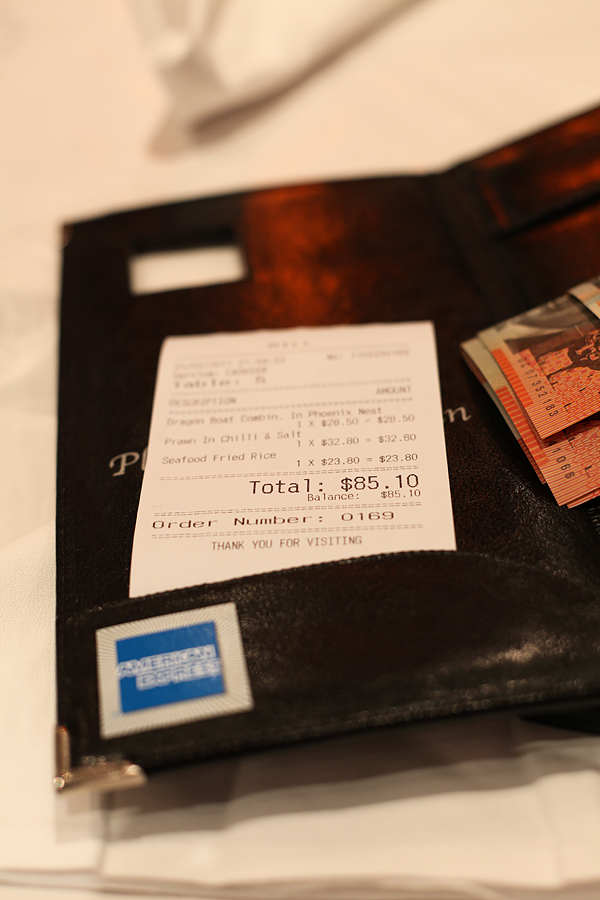 BILL
Table: 5
DESCRIPTION AMOUNT
Dragon Boat Combin. In Phoenix Nest
1 X $28.50 = $28.50
Prawn In Chilli & Salt
1 X $32.80 = $32.80
Seafood Fried Rice
1 X $23.80 = $23.80
Total: $85.10
Balance: $85.10
Order Number: 0169
THANK YOU FOR VISITING
AMERICAN
EXPRESS